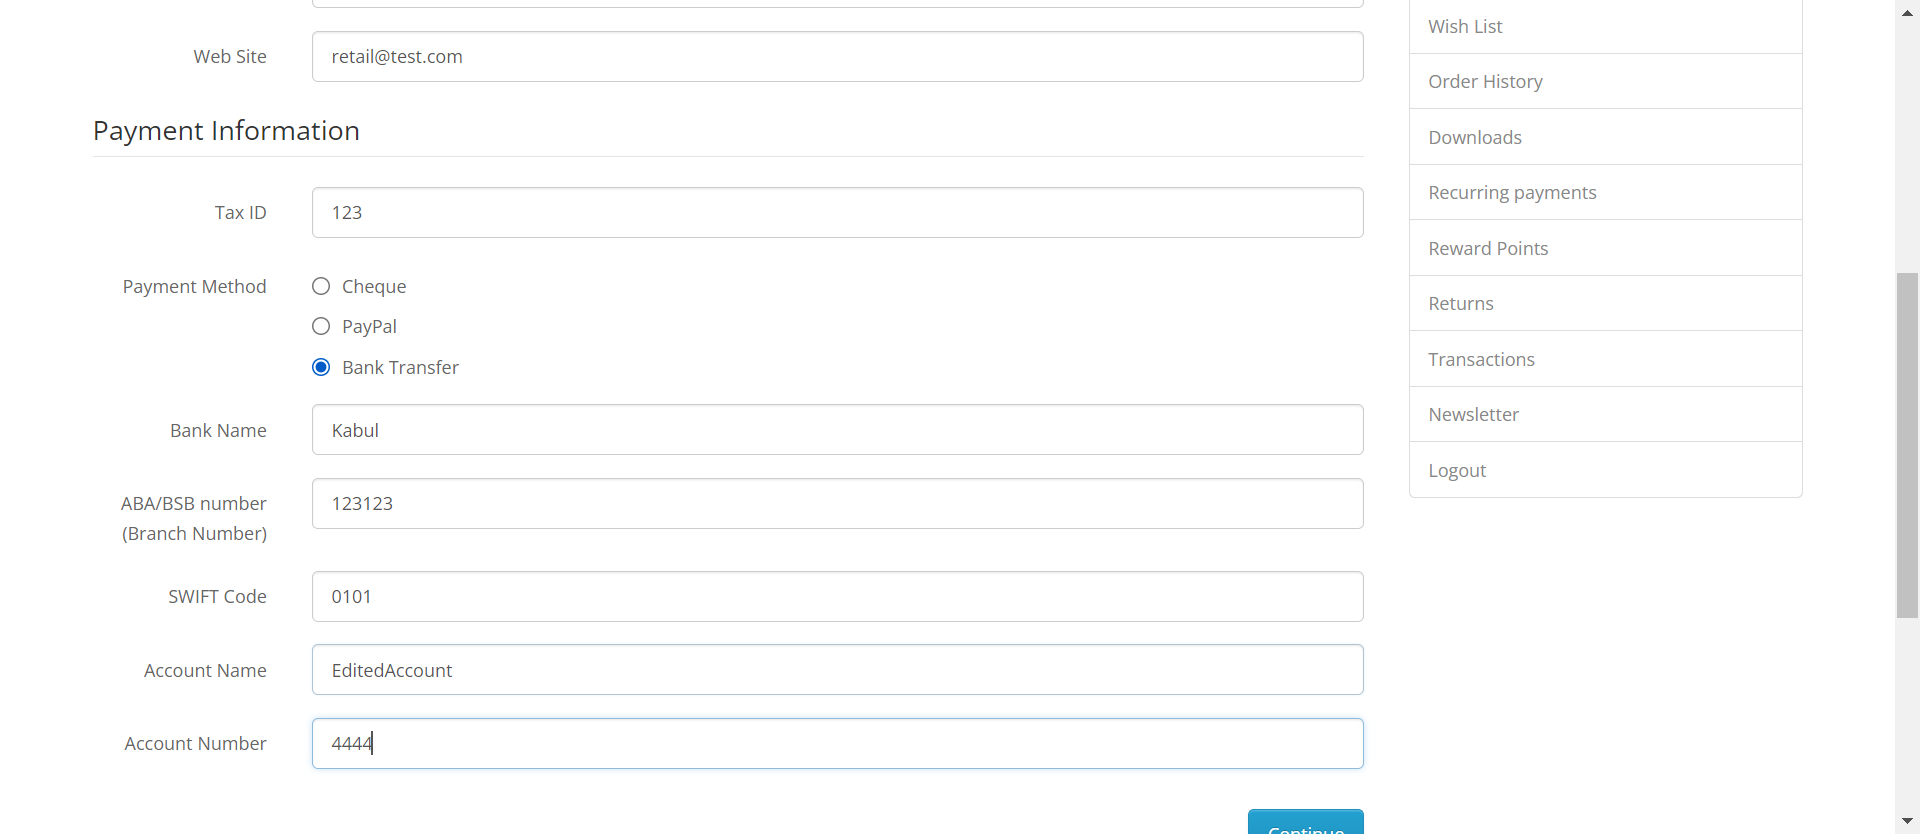 Web Site
retail@test.com
Payment Information
Tax ID
123
Payment Method
Cheque
PayPal
Bank Transfer
Bank Name
Kabul
ABA/BSB number
(Branch Number)
123123
SWIFT Code
0101
Account Name
EditedAccount
Account Number
4444
Continue
Wish List
Order History
Downloads
Recurring payments
Reward Points
Returns
Transactions
Newsletter
Logout